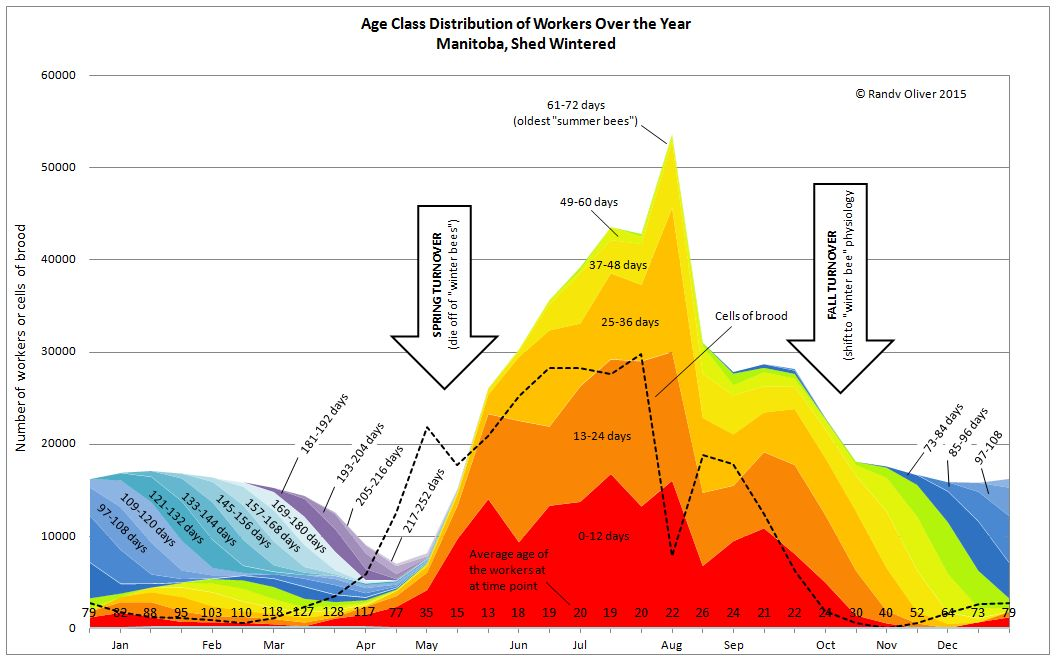 Age Class Distribution of Workers Over the Year
Manitoba, Shed Wintered
© Randy Oliver 2015
Number of workers or cells of brood
60000
50000
40000
30000
20000
10000
0
61-72 days
(oldest "summer bees")
49-60 days
37-48 days
25-36 days
13-24 days
0-12 days
Cells of brood
SPRING TURNOVER
(die off of "winter bees")
FALL TURNOVER
(shift to "winter bee" physiology
97-108 days
109-120 days
121-132 days
133-144 days
145-156 days
157-168 days
169-180 days
181-192 days
193-204 days
205-216 days
217-252 days
73-84 days
85-96 days
97-108
Average age of
the workers at
at time point
79 82 88 95 103 110 118 127 128 117 77 35 15 13 18 19 20 19 20 22 26 24 21 22 24 30 40 52 64 73 79
Jan Feb Mar Apr May Jun Jul Aug Sep Oct Nov Dec